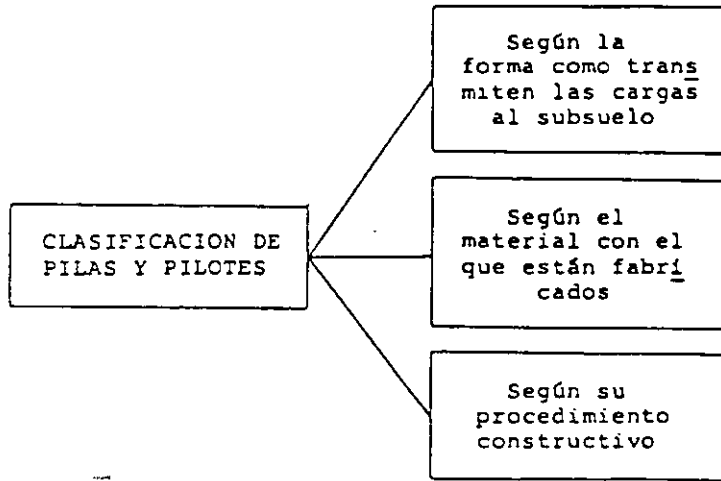 Según la
forma como trans
miten las cargas
al subsuelo
CLASIFICACION DE
PILAS Y PILOTES
Según el
material con el
que están fabri
cados
Según su
procedimiento
constructivo